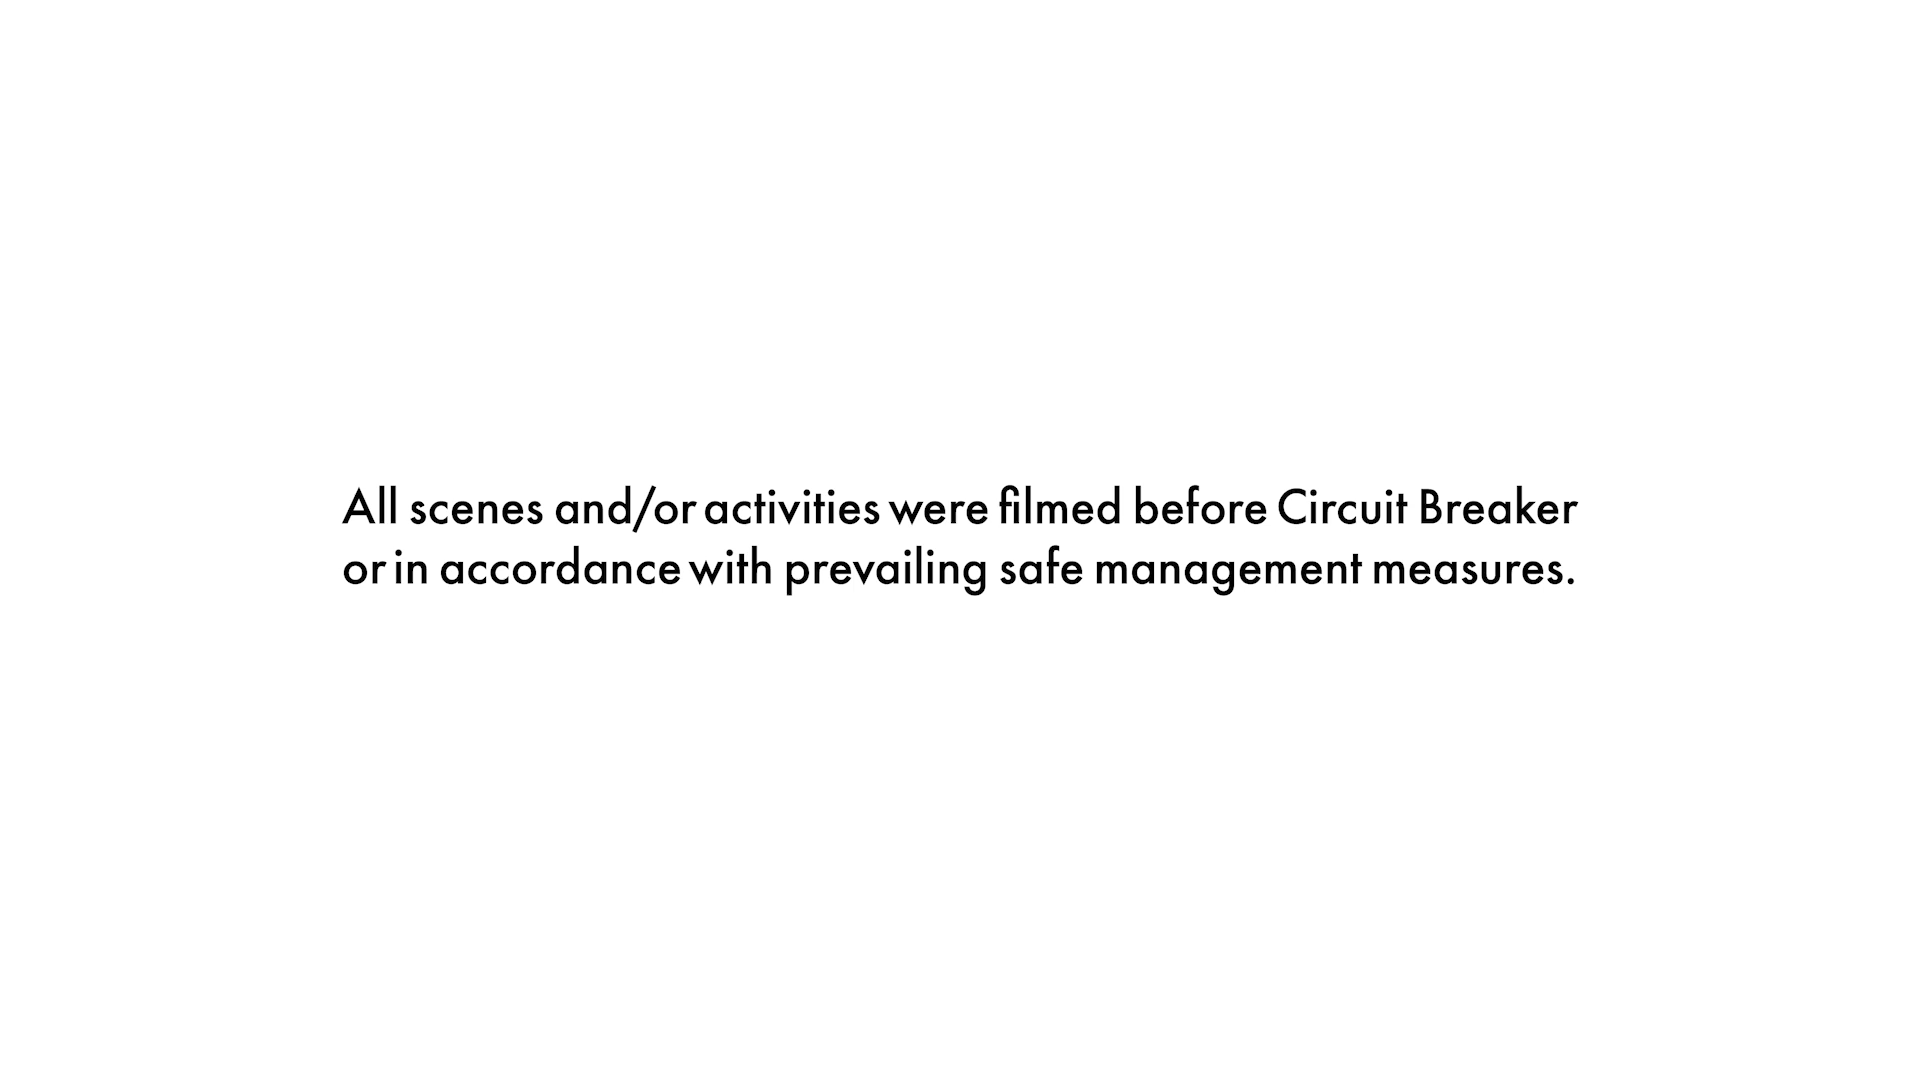 All scenes and/or activities were filmed before Circuit Breaker
or in accordance with prevailing safe management measures.